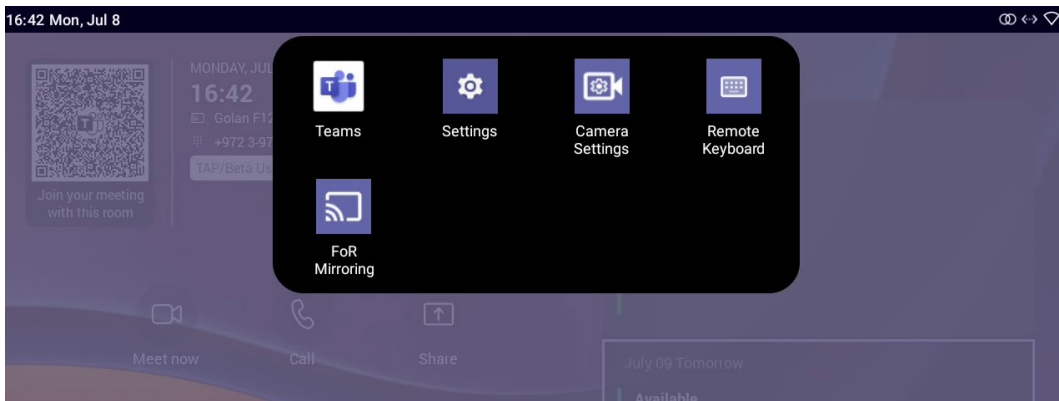 16:42 Mon, Jul 8
MONDAY, JUL
16:42
Golan F12
+972 3-97
TAP/Beta Us
Join your meeting
with this room
Teams
Settings
Camera
Settings
Remote
Keyboard
FoR
Mirroring
Meet now
Call
Share
July 09 Tomorrow
Available